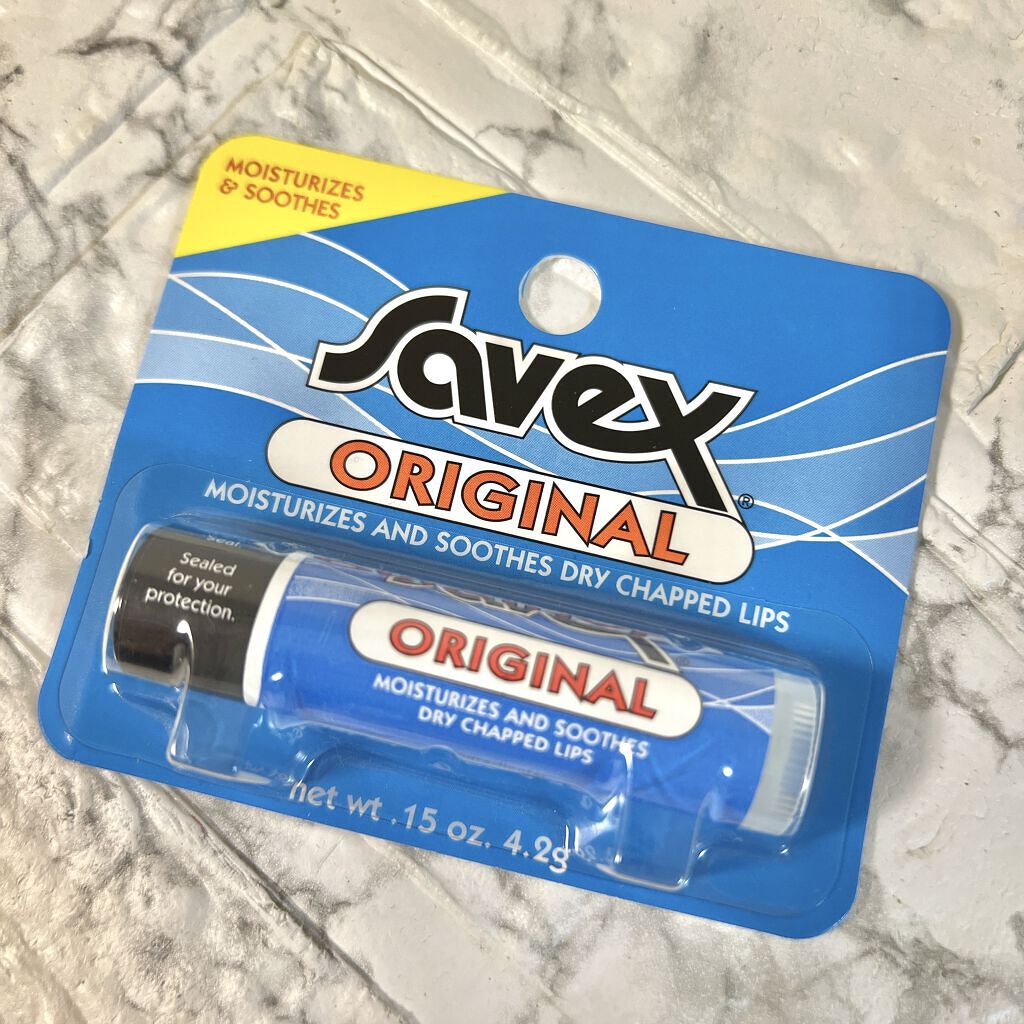 MOISTURIZES
& SOOTHES
Savex®
ORIGINAL
MOISTURIZES AND SOOTHES DRY CHAPPED LIPS
Sealed
for your
protection.
ORIGINAL
MOISTURIZES AND SOOTHES
DRY CHAPPED LIPS
net wt .15 oz. 4.2g